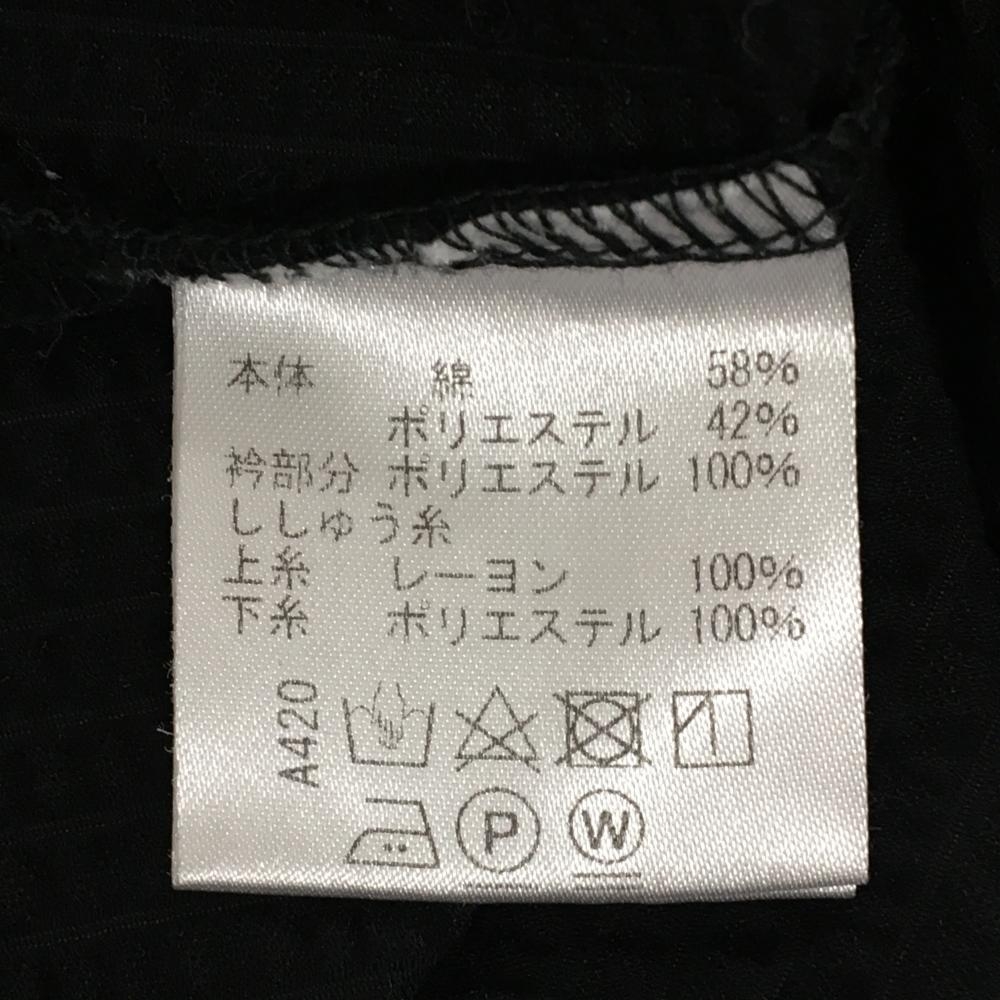 本体 綿 58%
ポリエステル 42%
衿部分 ポリエステル 100%
ししゅう糸
上糸 レーヨン 100%
下糸 ポリエステル 100%
A420
P W